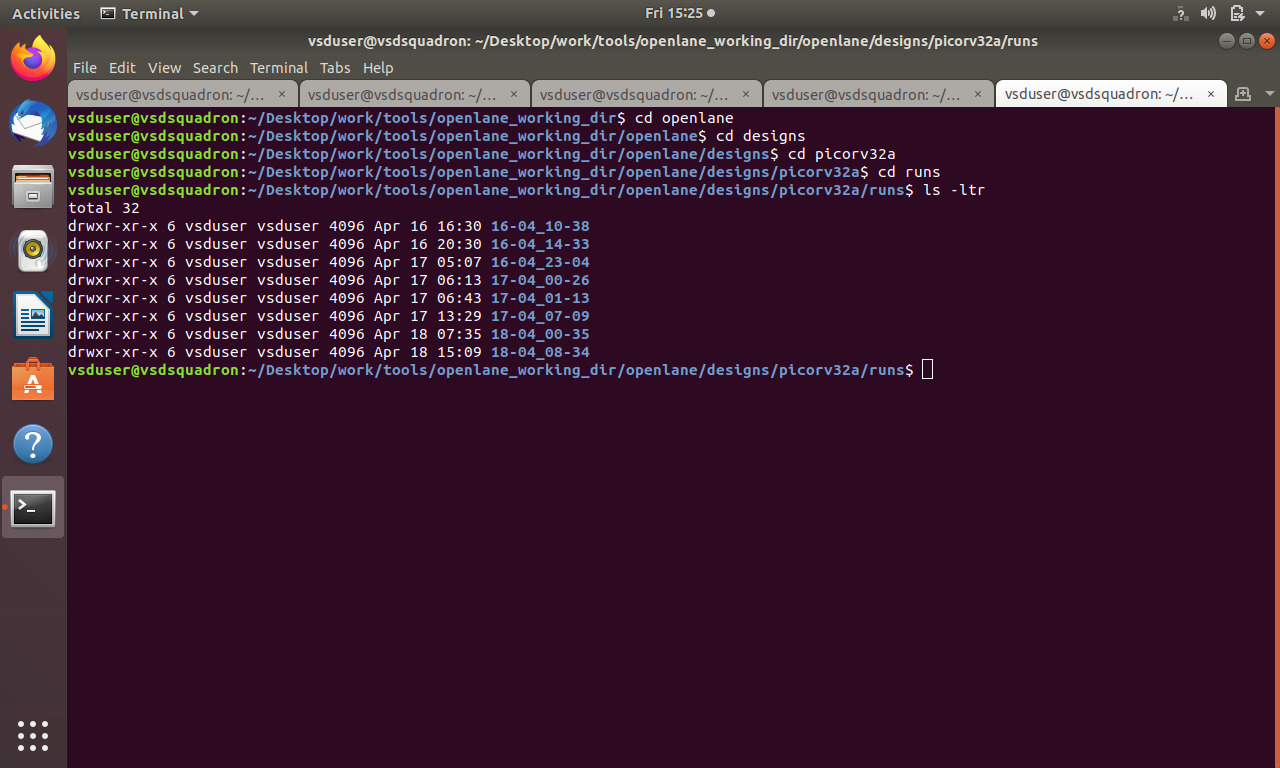 Activities Terminal Fri 15:25
vsduser@vsdsquadron: ~/Desktop/work/tools/openlane_working_dir/openlane/designs/picorv32a/runs
File Edit View Search Terminal Tabs Help
vsduser@vsdsquadron: ~/... × vsduser@vsdsquadron: ~/... × vsduser@vsdsquadron: ~/... × vsduser@vsdsquadron: ~/... × vsduser@vsdsquadron: ~/... ×
vsduser@vsdsquadron:~/Desktop/work/tools/openlane_working_dir$ cd openlane
vsduser@vsdsquadron:~/Desktop/work/tools/openlane_working_dir/openlane$ cd designs
vsduser@vsdsquadron:~/Desktop/work/tools/openlane_working_dir/openlane/designs$ cd picorv32a
vsduser@vsdsquadron:~/Desktop/work/tools/openlane_working_dir/openlane/designs/picorv32a$ cd runs
vsduser@vsdsquadron:~/Desktop/work/tools/openlane_working_dir/openlane/designs/picorv32a/runs$ ls -ltr
total 32
drwxr-xr-x 6 vsduser vsduser 4096 Apr 16 16:30 16-04_10-38
drwxr-xr-x 6 vsduser vsduser 4096 Apr 16 20:30 16-04_14-33
drwxr-xr-x 6 vsduser vsduser 4096 Apr 17 05:07 16-04_23-04
drwxr-xr-x 6 vsduser vsduser 4096 Apr 17 06:13 17-04_00-26
drwxr-xr-x 6 vsduser vsduser 4096 Apr 17 06:43 17-04_01-13
drwxr-xr-x 6 vsduser vsduser 4096 Apr 17 13:29 17-04_07-09
drwxr-xr-x 6 vsduser vsduser 4096 Apr 18 07:35 18-04_00-35
drwxr-xr-x 6 vsduser vsduser 4096 Apr 18 15:09 18-04_08-34
vsduser@vsdsquadron:~/Desktop/work/tools/openlane_working_dir/openlane/designs/picorv32a/runs$